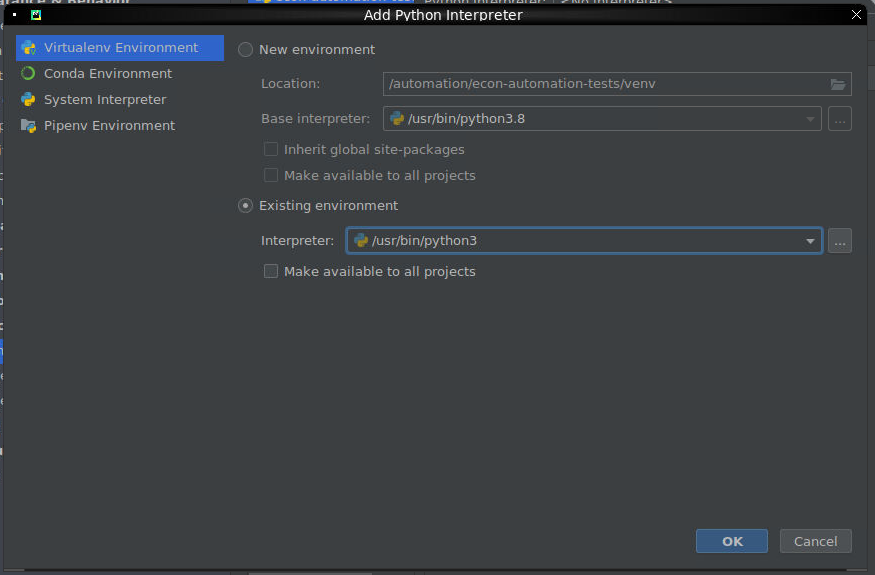 Add Python Interpreter
Virtualenv Environment
Conda Environment
System Interpreter
Pipenv Environment
New environment
Location: /automation/econ-automation-tests/venv
Base interpreter: /usr/bin/python3.8 ...
Inherit global site-packages
Make available to all projects
Existing environment
Interpreter: /usr/bin/python3 ...
Make available to all projects
OK Cancel